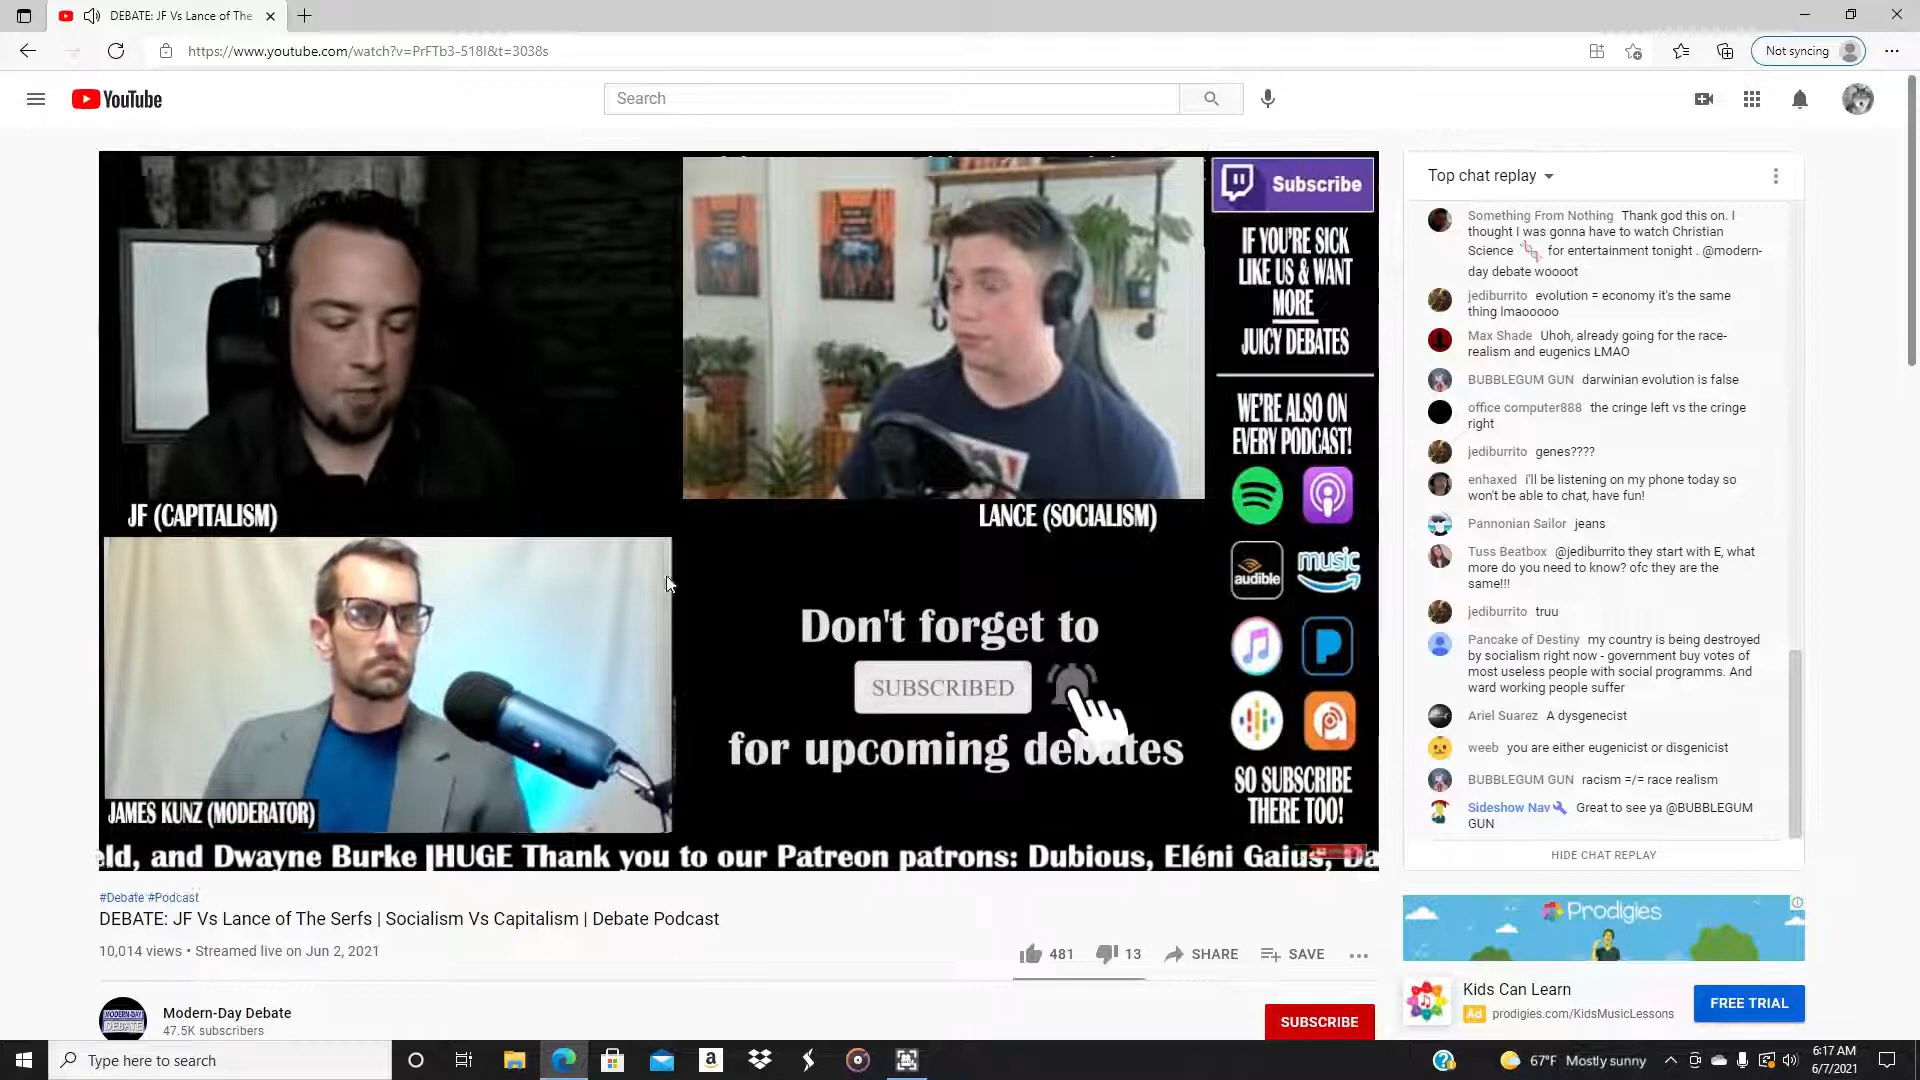 DEBATE: JF Vs Lance of The
https://www.youtube.com/watch?v=PrFTb3-518I&t=3038s
Not syncing
YouTube
Search
Subscribe
IF YOU'RE SICK
LIKE US & WANT
MORE
JUICY DEBATES
WE'RE ALSO ON
EVERY PODCAST!
audible
music
SO SUBSCRIBE
THERE TOO!
JF (CAPITALISM)
LANCE (SOCIALISM)
Don't forget to
SUBSCRIBED
for upcoming debates
JAMES KUNZ (MODERATOR)
eld, and Dwayne Burke |HUGE Thank you to our Patreon patrons: Dubious, Eléni Gaius, Da
Top chat replay
Something From Nothing Thank god this on. I
thought I was gonna have to watch Christian
Science for entertainment tonight . @modern-
day debate woooot
jediburrito evolution = economy it's the same
thing lmaooooo
Max Shade Uhoh, already going for the race-
realism and eugenics LMAO
BUBBLEGUM GUN darwinian evolution is false
office computer888 the cringe left vs the cringe
right
jediburrito genes????
enhaxed i'll be listening on my phone today so
won't be able to chat, have fun!
Pannonian Sailor jeans
Tuss Beatbox @jediburrito they start with E, what
more do you need to know? ofc they are the
same!!!
jediburrito truu
Pancake of Destiny my country is being destroyed
by socialism right now - government buy votes of
most useless people with social programms. And
ward working people suffer
Ariel Suarez A dysgenecist
weeb you are either eugenicist or disgenicist
BUBBLEGUM GUN racism =/= race realism
Sideshow Nav Great to see ya @BUBBLEGUM
GUN
HIDE CHAT REPLAY
#Debate #Podcast
DEBATE: JF Vs Lance of The Serfs | Socialism Vs Capitalism | Debate Podcast
10,014 views • Streamed live on Jun 2, 2021
481
13
SHARE
SAVE
MODERN-DAY
DEBATE
Modern-Day Debate
47.5K subscribers
SUBSCRIBE
Prodigies
Kids Can Learn
Ad prodigies.com/KidsMusicLessons
FREE TRIAL
Type here to search
67°F Mostly sunny
6:17 AM
6/7/2021